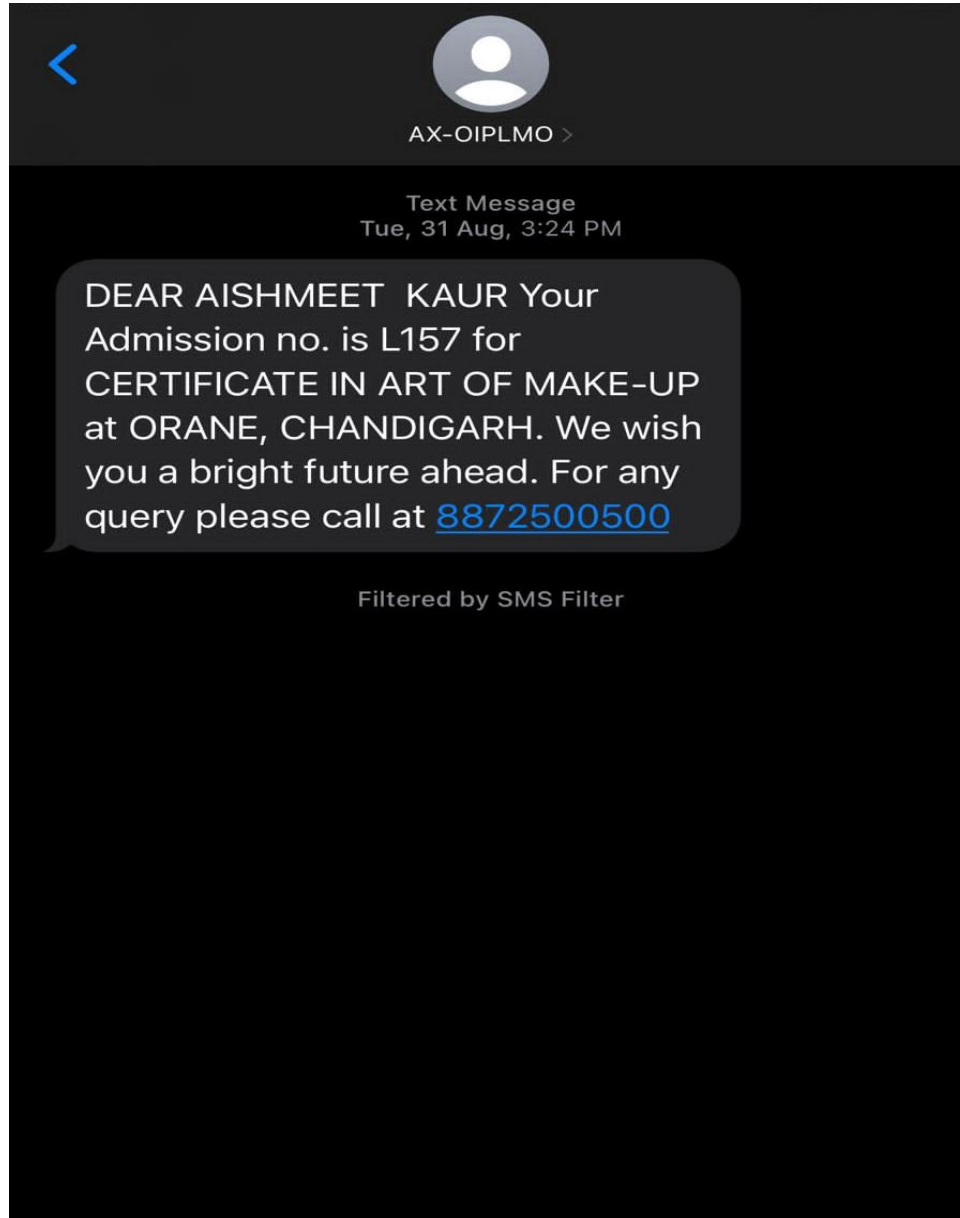 AX-OIPLMO >
Text Message
Tue, 31 Aug, 3:24 PM
DEAR AISHMEET  KAUR Your
Admission no. is L157 for
CERTIFICATE IN ART OF MAKE-UP
at ORANE, CHANDIGARH. We wish
you a bright future ahead. For any
query please call at 8872500500
Filtered by SMS Filter